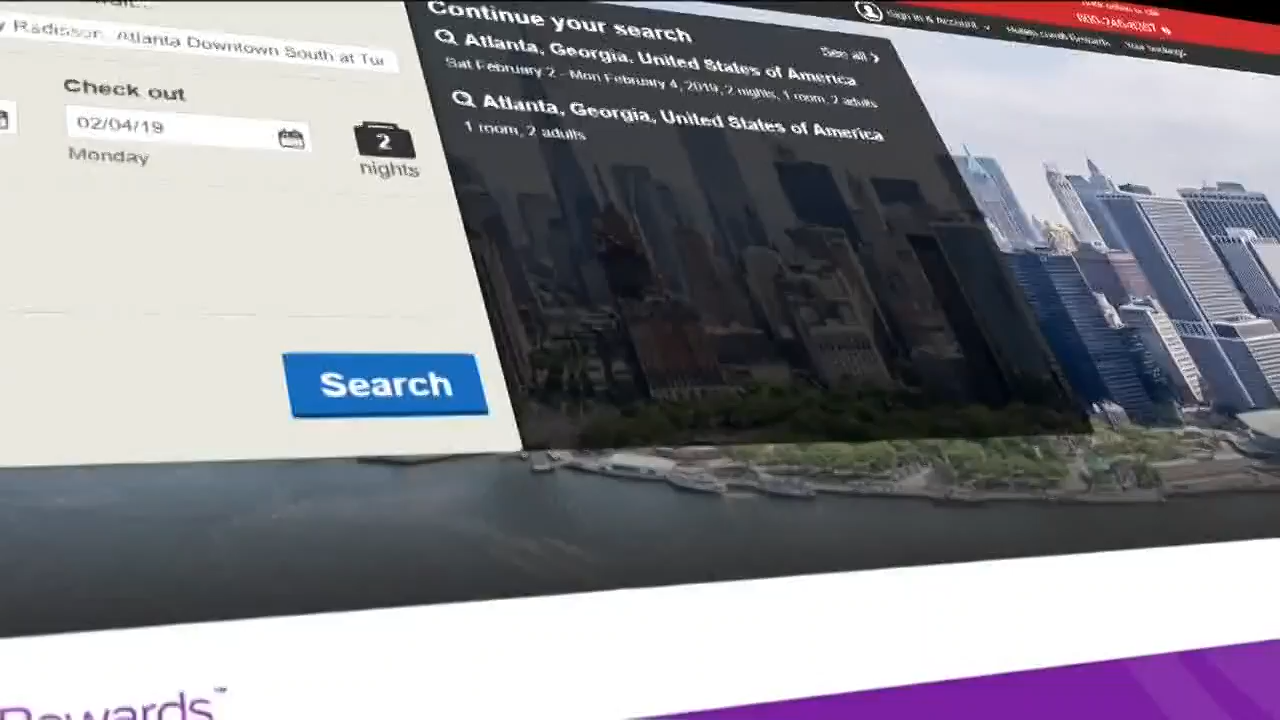 Radisson, Atlanta Downtown South at Tur
Check out
02/04/19
Monday
2
nights
Search
Continue your search
See all
Atlanta, Georgia, United States of America
Sat February 2 - Mon February 4, 2019, 2 nights, 1 room, 2 adults
Atlanta, Georgia, United States of America
1 room, 2 adults
Sign in & Account
Rewards™